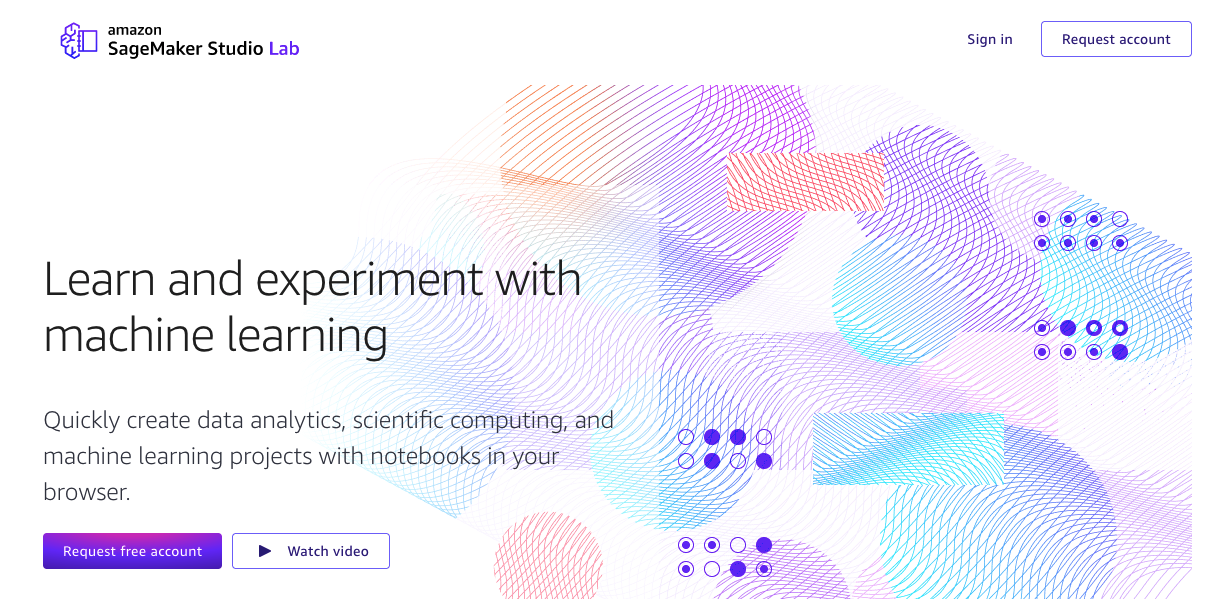 amazon
SageMaker Studio Lab
Sign in
Request account
Learn and experiment with
machine learning
Quickly create data analytics, scientific computing, and
machine learning projects with notebooks in your
browser.
Request free account
Watch video